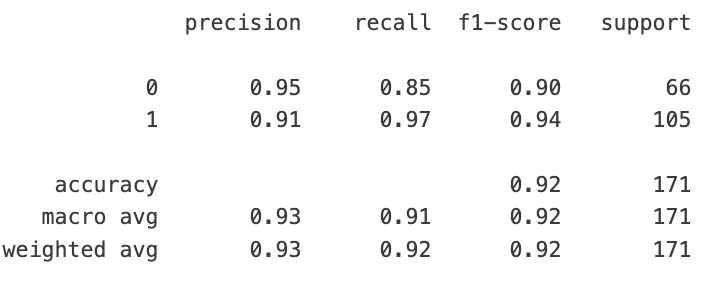 precision recall f1-score support
0 0.95 0.85 0.90 66
1 0.91 0.97 0.94 105
accuracy 0.92 171
macro avg 0.93 0.91 0.92 171
weighted avg 0.93 0.92 0.92 171